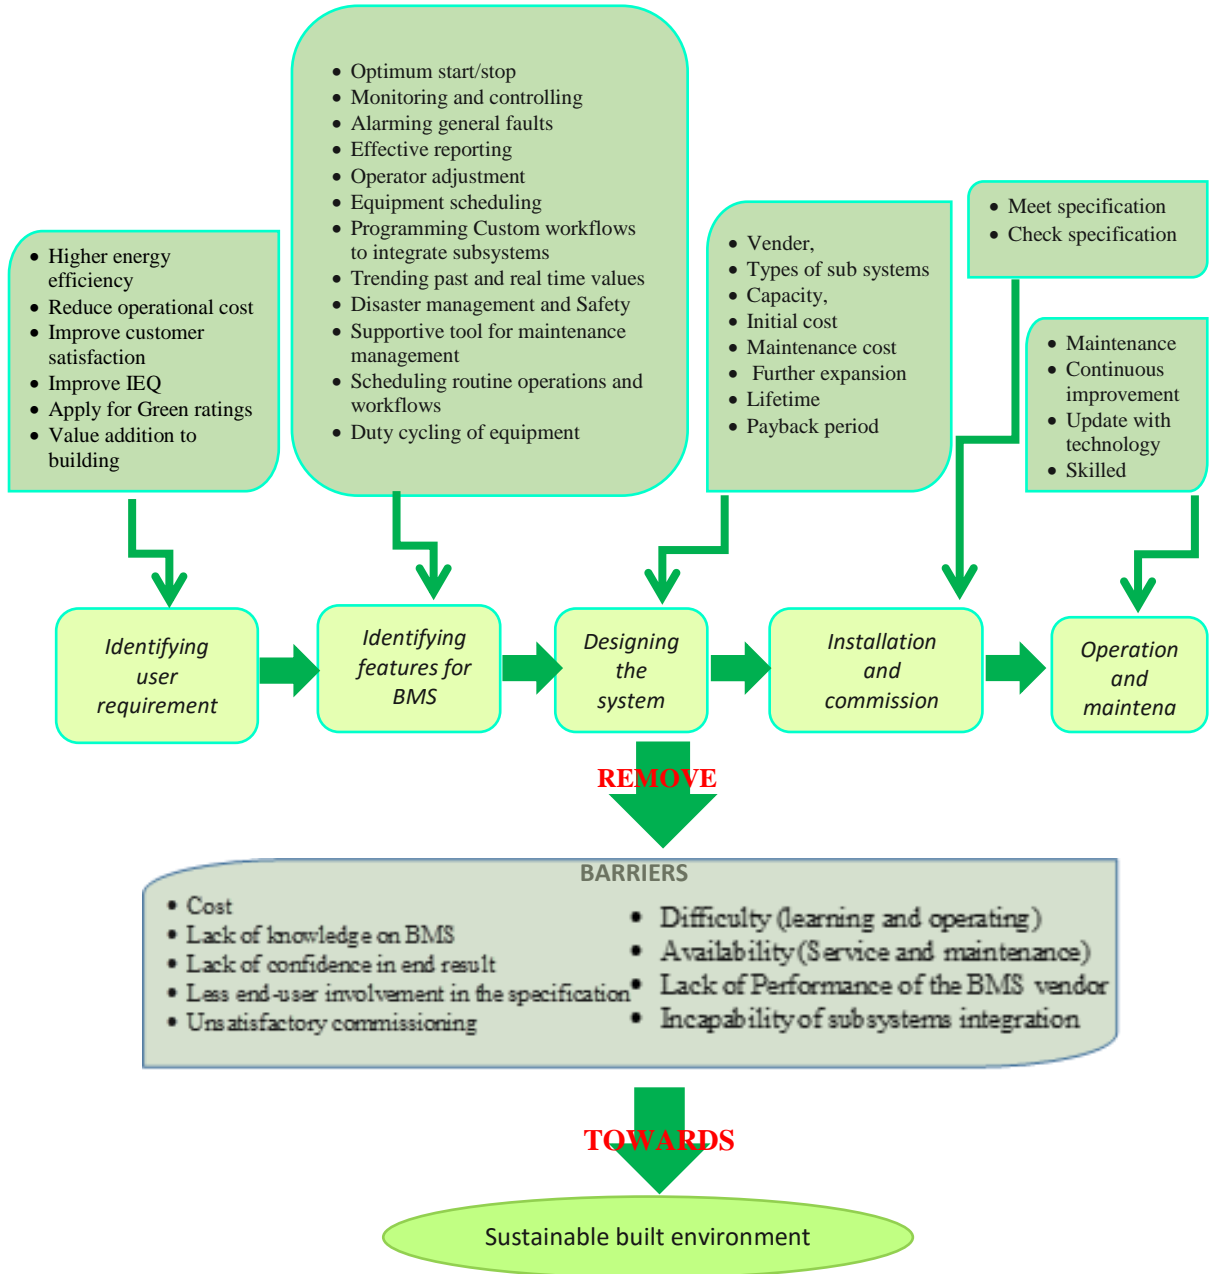 • Optimum start/stop
• Monitoring and controlling
• Alarming general faults
• Effective reporting
• Operator adjustment
• Equipment scheduling
• Programming Custom workflows
to integrate subsystems
• Trending past and real time values
• Disaster management and Safety
• Supportive tool for maintenance
management
• Scheduling routine operations and
workflows
• Duty cycling of equipment
• Meet specification
• Check specification
• Higher energy
efficiency
• Reduce operational cost
• Improve customer
satisfaction
• Improve IEQ
• Apply for Green ratings
• Value addition to
building
• Vender,
• Types of sub systems
• Capacity,
• Initial cost
• Maintenance cost
• Further expansion
• Lifetime
• Payback period
• Maintenance
• Continuous
improvement
• Update with
technology
• Skilled
Identifying
user
requirement
Identifying
features for
BMS
Designing
the
system
Installation
and
commission
Operation
and
maintena
REMOVE
BARRIERS
• Cost
• Lack of knowledge on BMS
• Lack of confidence in end result
• Less end-user involvement in the specification
• Unsatisfactory commissioning
• Difficulty (learning and operating)
• Availability (Service and maintenance)
• Lack of Performance of the BMS vendor
• Incapability of subsystems integration
TOWARDS
Sustainable built environment